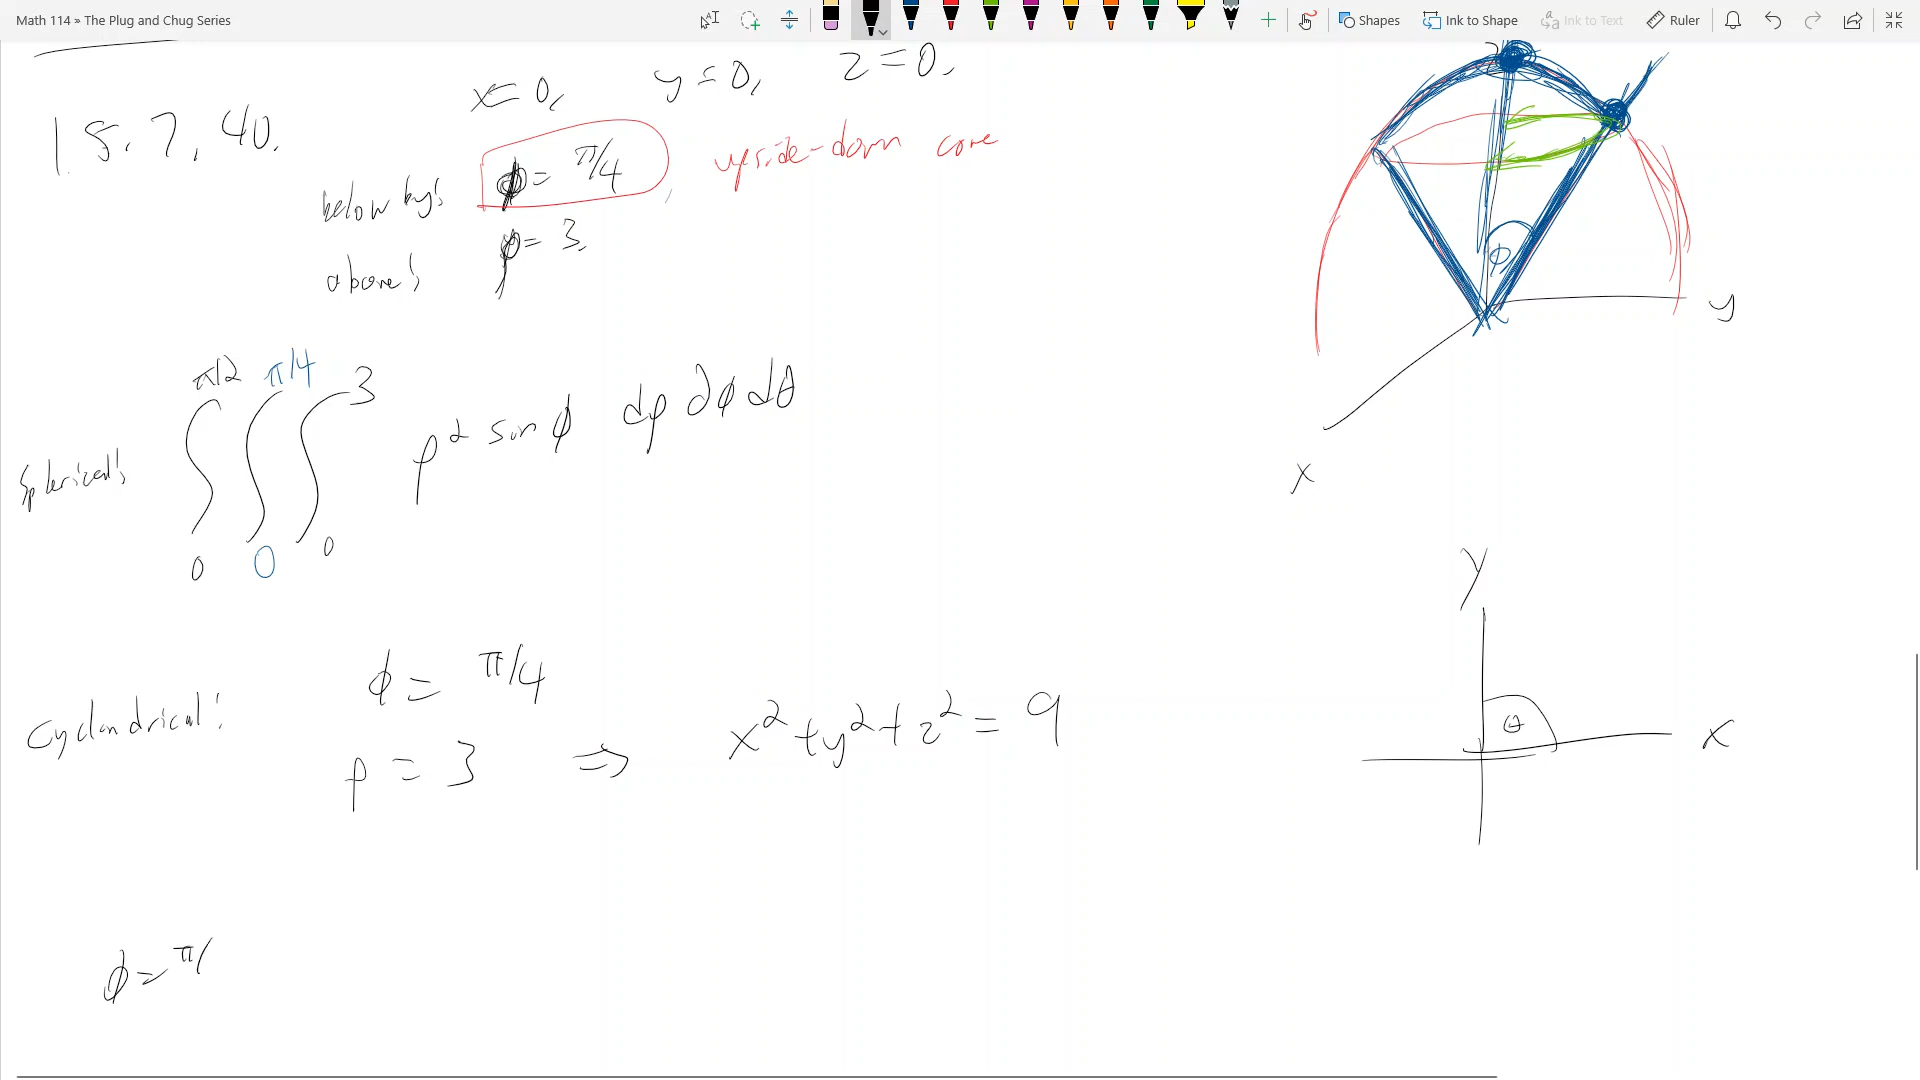 Math 114 » The Plug and Chug Series
Shapes Ink to Shape Ink to Text Ruler
x=0, y=0, z=0,
15.7, 40.
below by: ϕ = π/4, upside-down cone
above: ρ = 3,
ϕ
y
x
π/2 π/4 3
Spherical: ∫∫∫ ρ² sin ϕ dρ dϕ dθ
0 0 0
y
θ
x
ϕ = π/4
Cyclindrical:
ρ = 3 ⇒ x²+y²+z² = 9
ϕ=π/